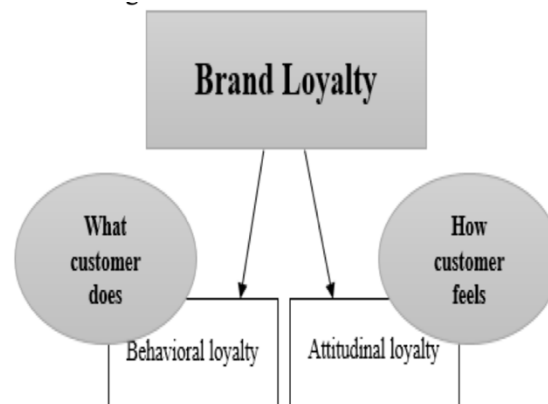 Brand Loyalty
What
customer
does
How
customer
feels
Behavioral loyalty
Attitudinal loyalty